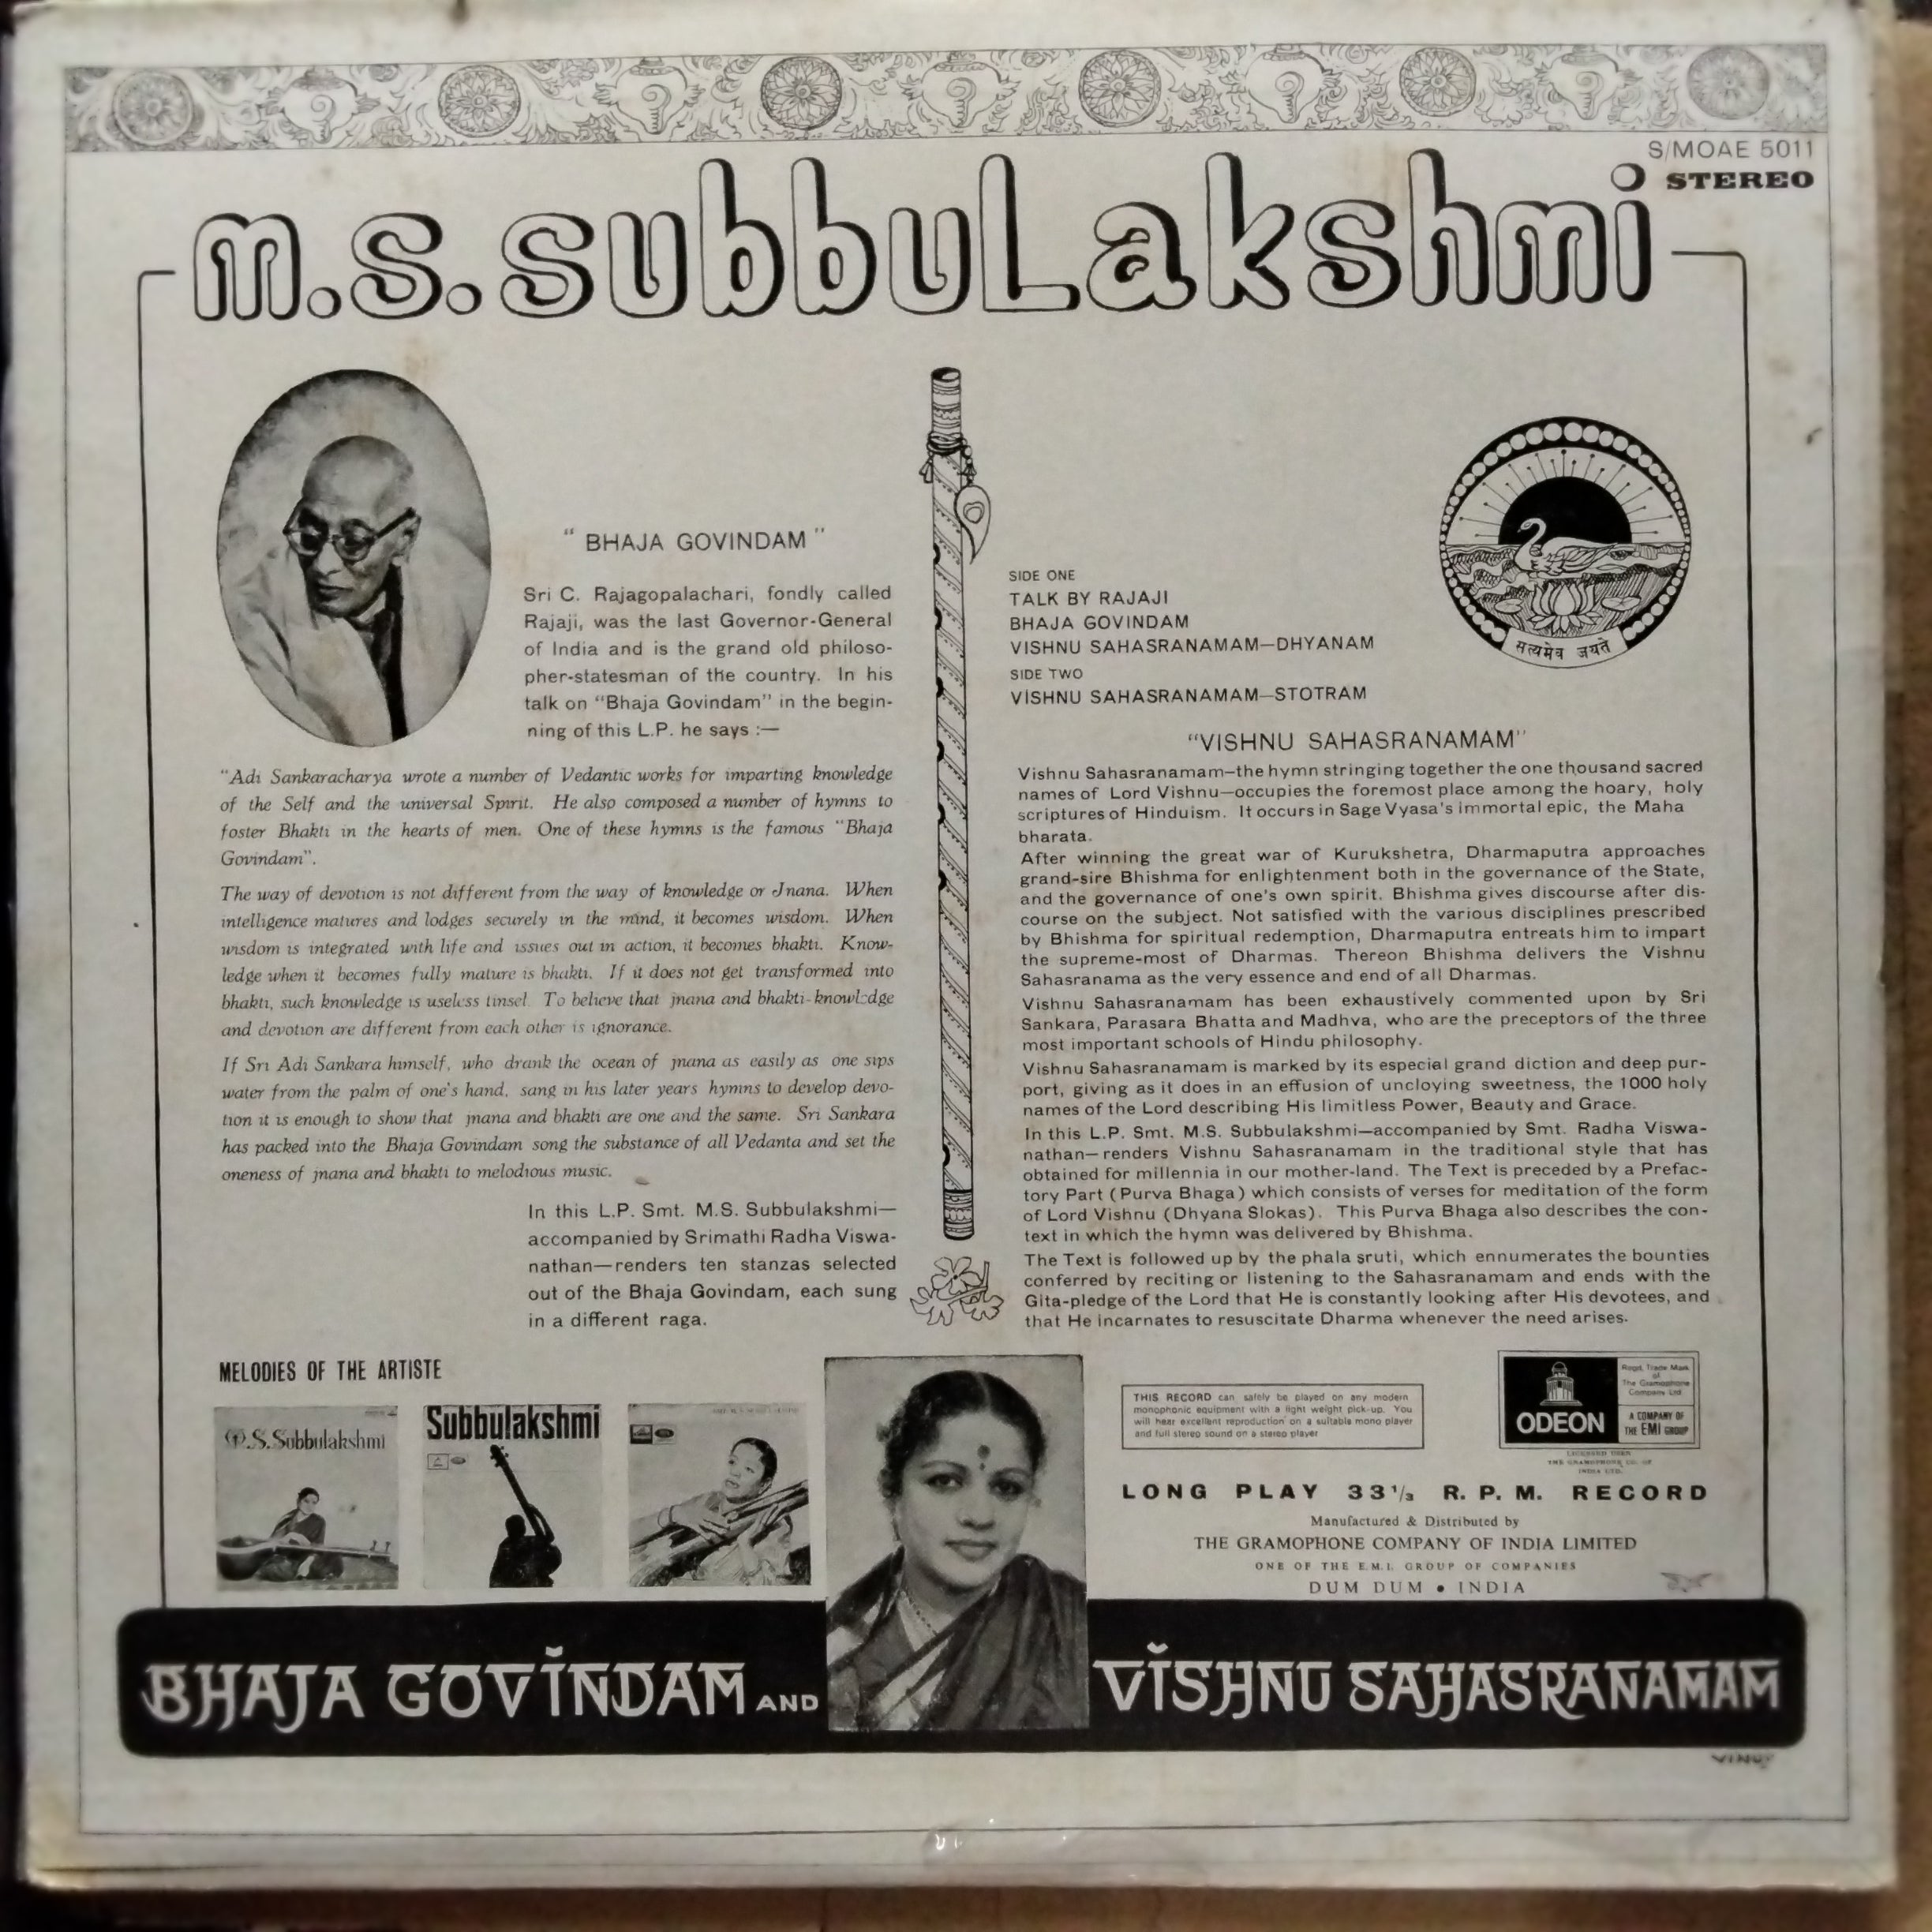 S/MOAE 5011
STEREO
m.s.subbuLakshmi
" BHAJA GOVINDAM "
Sri C. Rajagopalachari, fondly called
Rajaji, was the last Governor-General
of India and is the grand old philoso-
pher-statesman of the country. In his
talk on "Bhaja Govindam" in the begin-
ning of this L.P. he says :—
"Adi Sankaracharya wrote a number of Vedantic works for imparting knowledge
of the Self and the universal Spirit. He also composed a number of hymns to
foster Bhakti in the hearts of men. One of these hymns is the famous "Bhaja
Govindam".
The way of devotion is not different from the way of knowledge or Jnana. When
intelligence matures and lodges securely in the mind, it becomes wisdom. When
wisdom is integrated with life and issues out in action, it becomes bhakti. Know-
ledge when it becomes fully mature is bhakti. If it does not get transformed into
bhakti, such knowledge is useless tinsel. To believe that jnana and bhakti-knowledge
and devotion are different from each other is ignorance.
If Sri Adi Sankara himself, who drank the ocean of jnana as easily as one sips
water from the palm of one's hand, sang in his later years hymns to develop devo-
tion it is enough to show that jnana and bhakti are one and the same. Sri Sankara
has packed into the Bhaja Govindam song the substance of all Vedanta and set the
oneness of jnana and bhakti to melodious music.
In this L.P. Smt. M.S. Subbulakshmi—
accompanied by Srimathi Radha Viswa-
nathan—renders ten stanzas selected
out of the Bhaja Govindam, each sung
in a different raga.
SIDE ONE
TALK BY RAJAJI
BHAJA GOVINDAM
VISHNU SAHASRANAMAM—DHYANAM
SIDE TWO
VISHNU SAHASRANAMAM—STOTRAM
सत्यमेव जयते
"VISHNU SAHASRANAMAM"
Vishnu Sahasranamam—the hymn stringing together the one thousand sacred
names of Lord Vishnu—occupies the foremost place among the hoary, holy
scriptures of Hinduism. It occurs in Sage Vyasa's immortal epic, the Maha
bharata.
After winning the great war of Kurukshetra, Dharmaputra approaches
grand-sire Bhishma for enlightenment both in the governance of the State,
and the governance of one's own spirit. Bhishma gives discourse after dis-
course on the subject. Not satisfied with the various disciplines prescribed
by Bhishma for spiritual redemption, Dharmaputra entreats him to impart
the supreme-most of Dharmas. Thereon Bhishma delivers the Vishnu
Sahasranama as the very essence and end of all Dharmas.
Vishnu Sahasranamam has been exhaustively commented upon by Sri
Sankara, Parasara Bhatta and Madhva, who are the preceptors of the three
most important schools of Hindu philosophy.
Vishnu Sahasranamam is marked by its especial grand diction and deep pur-
port, giving as it does in an effusion of uncloying sweetness, the 1000 holy
names of the Lord describing His limitless Power, Beauty and Grace.
In this L.P. Smt. M.S. Subbulakshmi—accompanied by Smt. Radha Viswa-
nathan—renders Vishnu Sahasranamam in the traditional style that has
obtained for millennia in our mother-land. The Text is preceded by a Prefac-
tory Part (Purva Bhaga) which consists of verses for meditation of the form
of Lord Vishnu (Dhyana Slokas). This Purva Bhaga also describes the con-
text in which the hymn was delivered by Bhishma.
The Text is followed up by the phala sruti, which ennumerates the bounties
conferred by reciting or listening to the Sahasranamam and ends with the
Gita-pledge of the Lord that He is constantly looking after His devotees, and
that He incarnates to resuscitate Dharma whenever the need arises.
MELODIES OF THE ARTISTE
M.S.Subbulakshmi
Subbulakshmi
THIS RECORD can safely be played on any modern
monophonic equipment with a light weight pick-up. You
will hear excellent reproduction on a suitable mono player
and full stereo sound on a stereo player
ODEON
Regd. Trade Mark
of
The Gramophone
Company Ltd
A COMPANY OF
THE EMI GROUP
LICENSED USER
THE GRAMOPHONE CO. OF
INDIA LTD.
LONG PLAY 33 1/3 R. P. M. RECORD
Manufactured & Distributed by
THE GRAMOPHONE COMPANY OF INDIA LIMITED
ONE OF THE E.M.I. GROUP OF COMPANIES
DUM DUM • INDIA
BHAJA GOVINDAM AND VISHNU SAHASRANAMAM